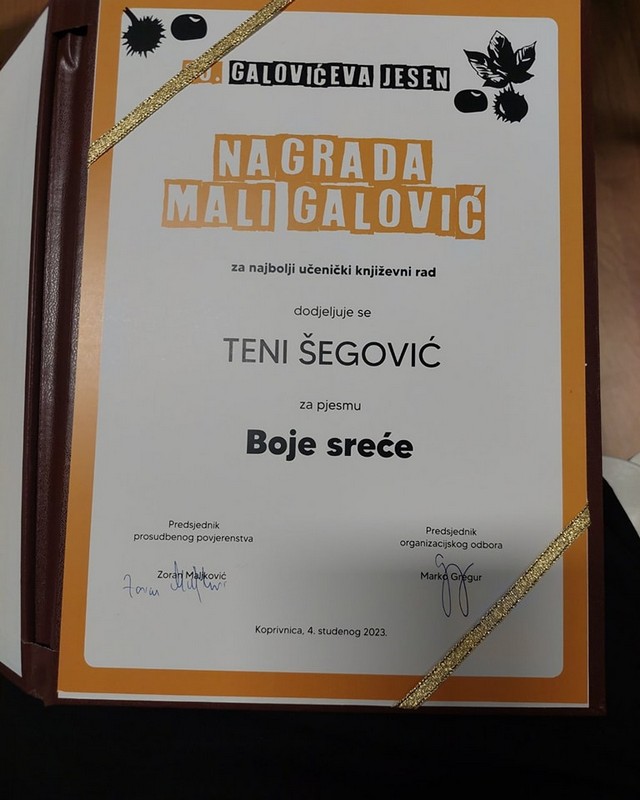 GALOVIĆEVA JESEN
NAGRADA
MALI GALOVIĆ
za najbolji učenički književni rad
dodjeljuje se
TENI ŠEGOVIĆ
za pjesmu
Boje sreće
Predsjednik
prosudbenog povjerenstva
Zoran Maljković
Predsjednik
organizacijskog odbora
Marko Gregur
Koprivnica, 4. studenog 2023.